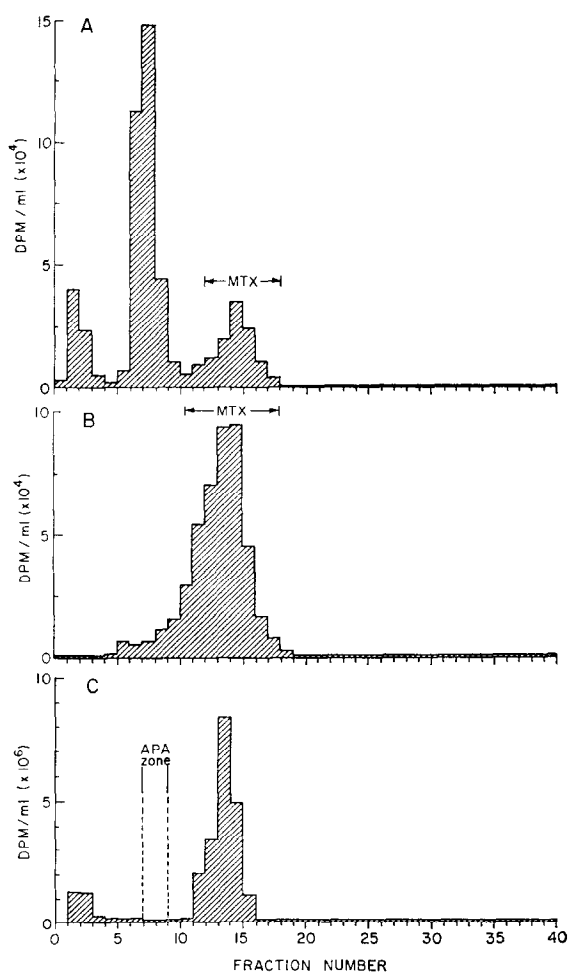 A
15
10
5
0
DPM/ml (x10⁴)
MTX
B
10
5
0
DPM/ml (x10⁴)
MTX
C
10
5
0
DPM/ml (x10⁶)
APA
zone
0 5 10 15 20 25 30 35 40
FRACTION NUMBER